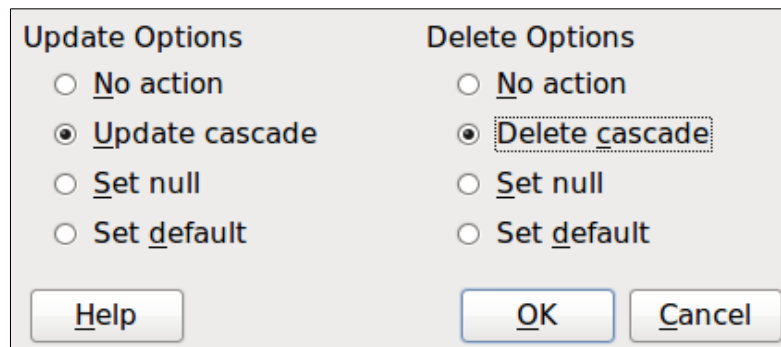 Update Options
No action
Update cascade
Set null
Set default
Delete Options
No action
Delete cascade
Set null
Set default
Help
OK
Cancel